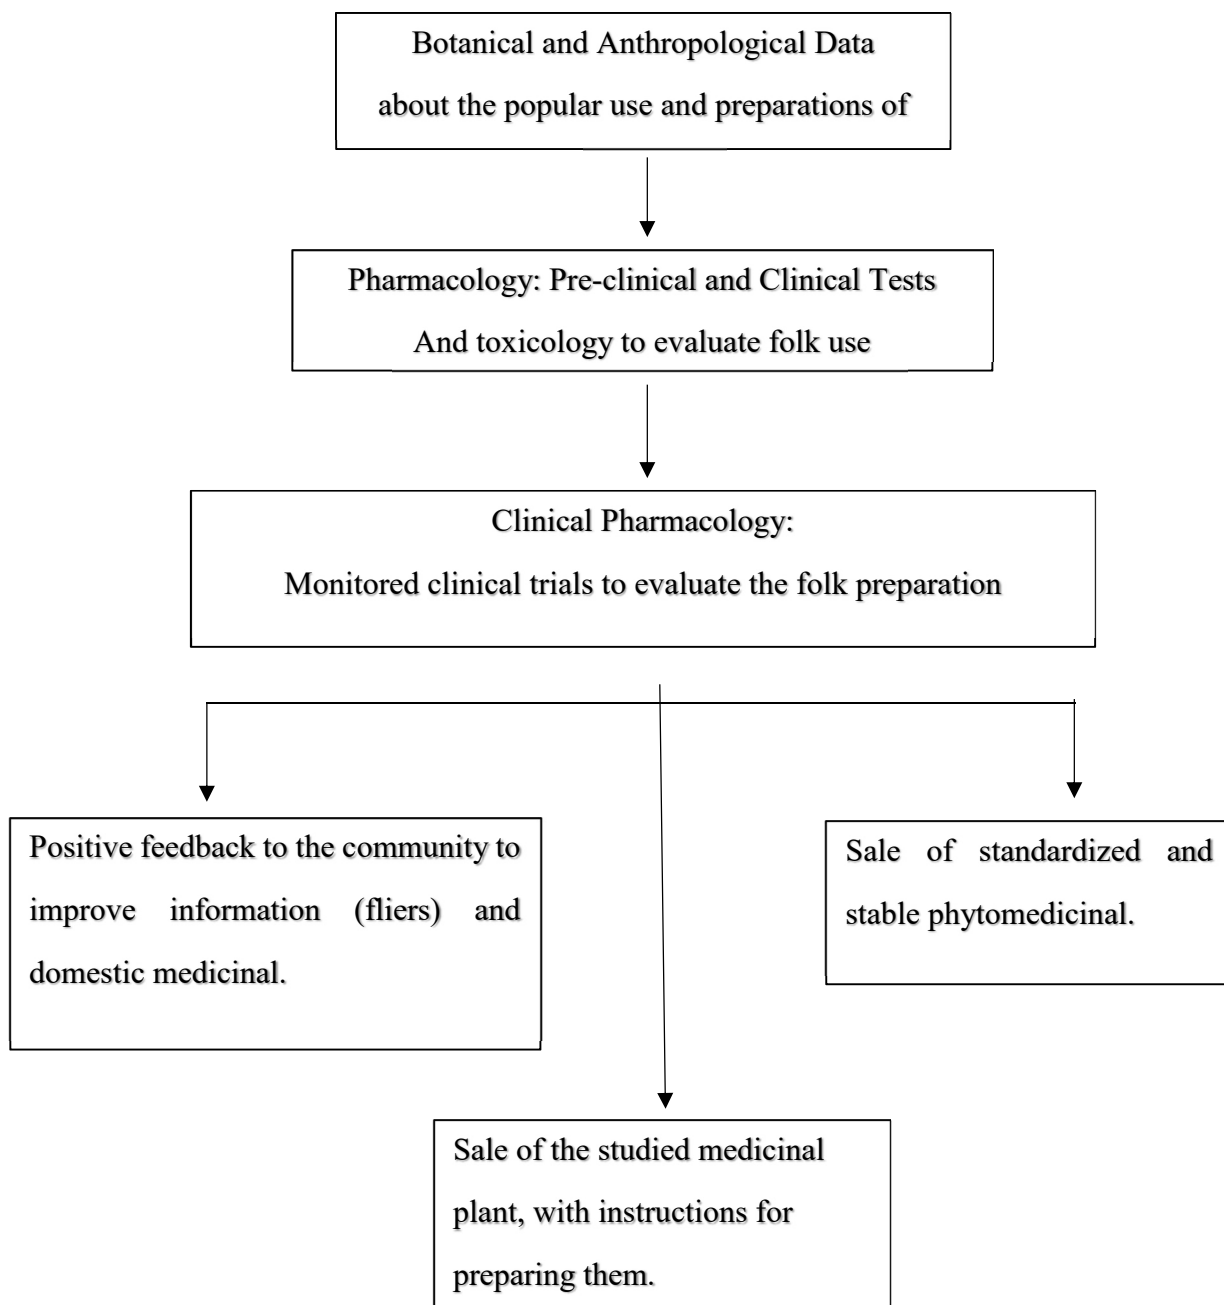 Botanical and Anthropological Data
about the popular use and preparations of
Pharmacology: Pre-clinical and Clinical Tests
And toxicology to evaluate folk use
Clinical Pharmacology:
Monitored clinical trials to evaluate the folk preparation
Positive feedback to the community to
improve information (fliers) and
domestic medicinal.
Sale of standardized and
stable phytomedicinal.
Sale of the studied medicinal
plant, with instructions for
preparing them.